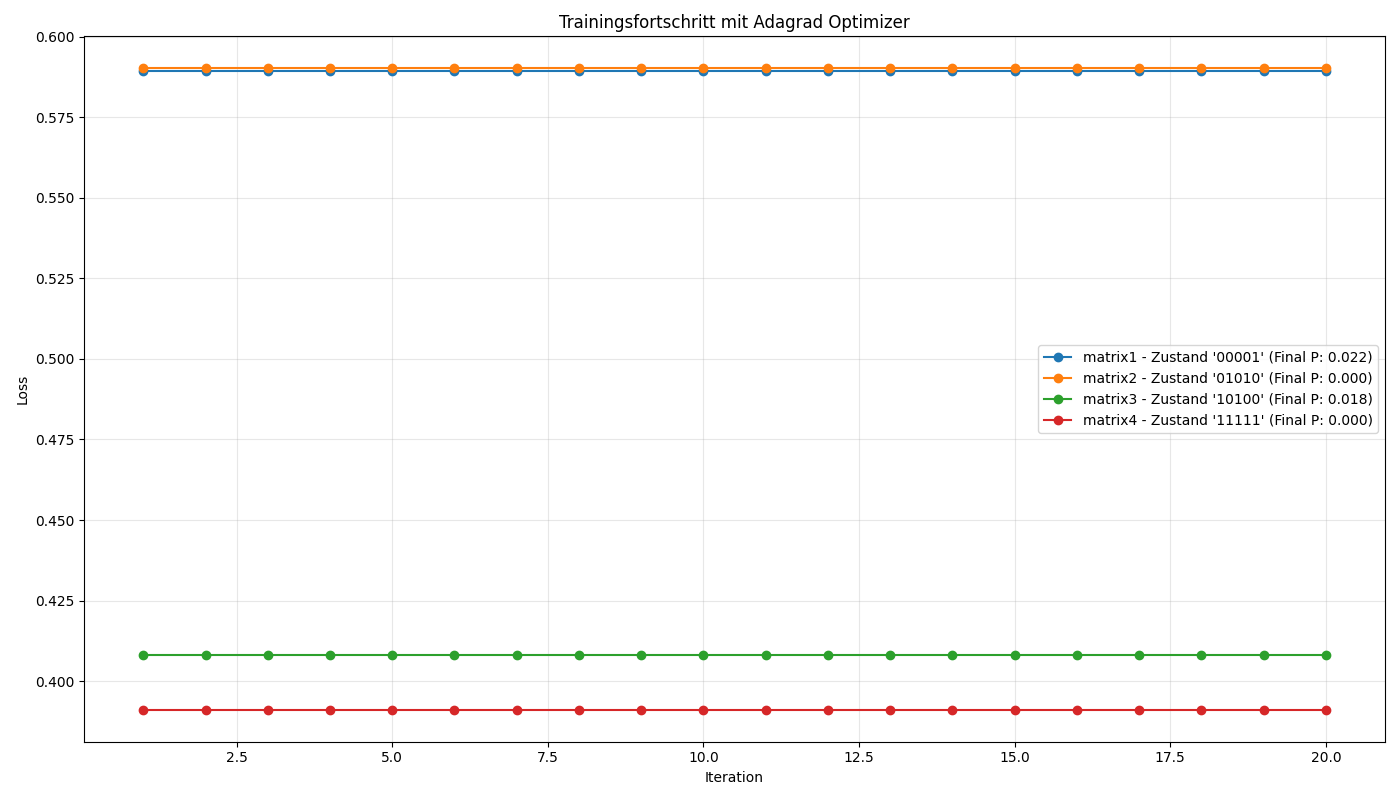 Trainingsfortschritt mit Adagrad Optimizer
0.600
0.575
0.550
0.525
0.500
0.475
0.450
0.425
0.400
Loss
matrix1 - Zustand '00001' (Final P: 0.022)
matrix2 - Zustand '01010' (Final P: 0.000)
matrix3 - Zustand '10100' (Final P: 0.018)
matrix4 - Zustand '11111' (Final P: 0.000)
2.5 5.0 7.5 10.0 12.5 15.0 17.5 20.0
Iteration